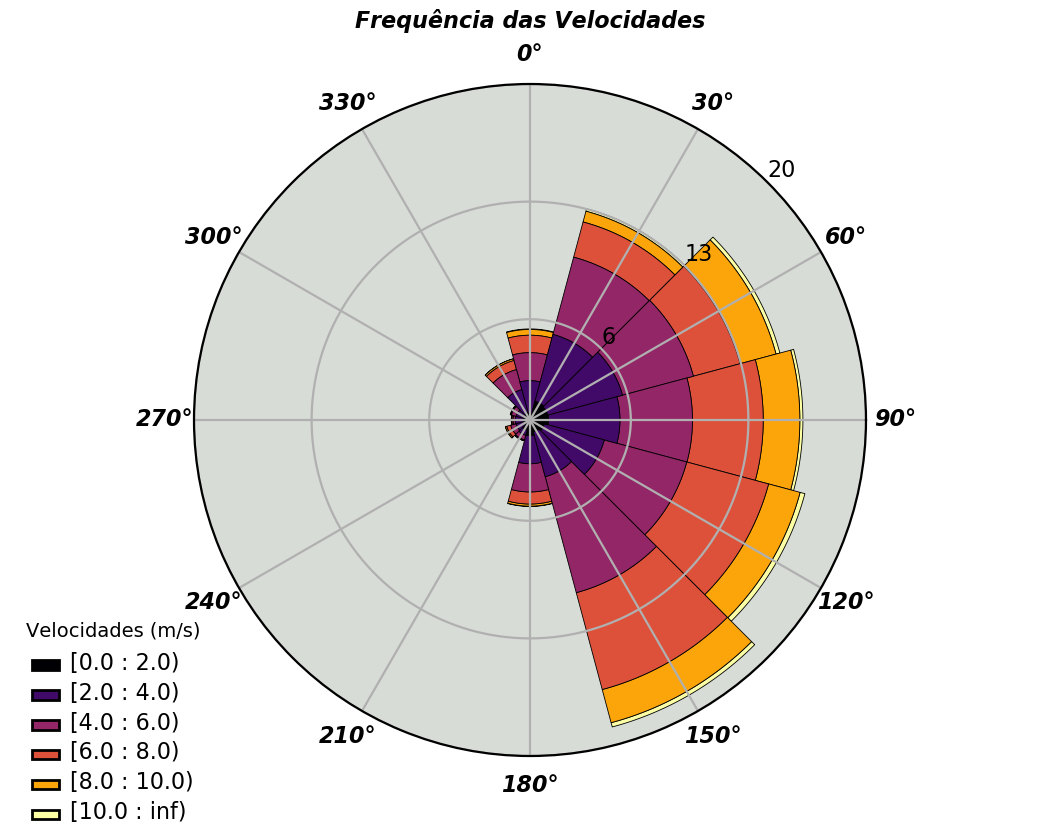 Frequência das Velocidades
0°
330°
30°
20
300°
60°
13
6
270°
90°
240°
120°
210°
150°
180°
Velocidades (m/s)
[0.0 : 2.0)
[2.0 : 4.0)
[4.0 : 6.0)
[6.0 : 8.0)
[8.0 : 10.0)
[10.0 : inf)